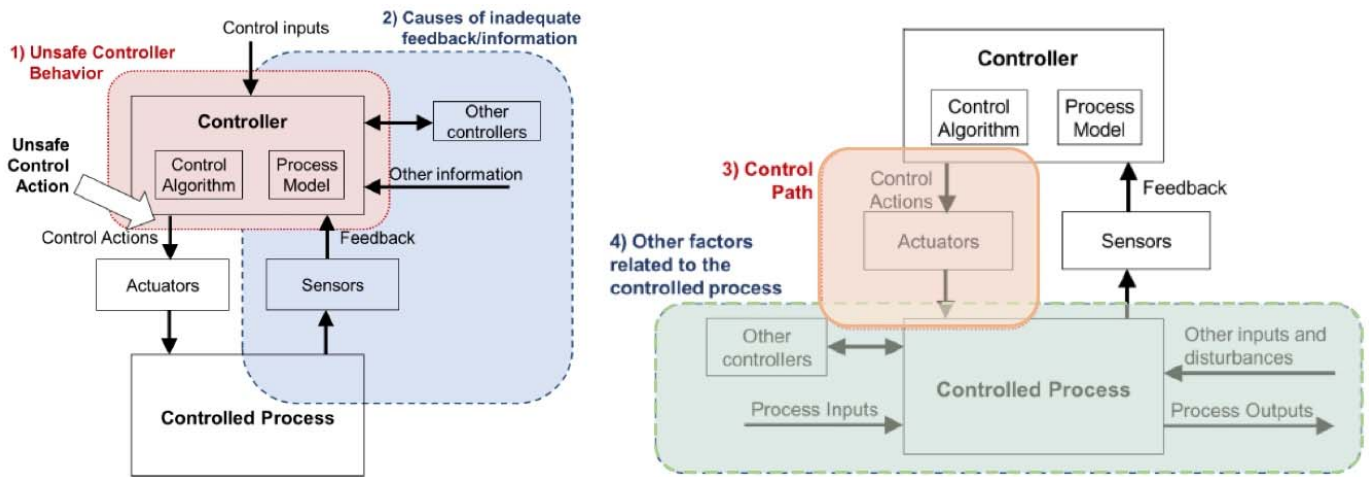 Control inputs
2) Causes of inadequate
feedback/information
1) Unsafe Controller
Behavior
Controller
Other
controllers
Unsafe
Control
Action
Control
Algorithm
Process
Model
Other information
Control Actions
Feedback
Actuators
Sensors
Controlled Process
Controller
Control
Algorithm
Process
Model
3) Control
Path
Control
Actions
Feedback
Actuators
Sensors
4) Other factors
related to the
controlled process
Other
controllers
Other inputs and
disturbances
Controlled Process
Process Inputs
Process Outputs